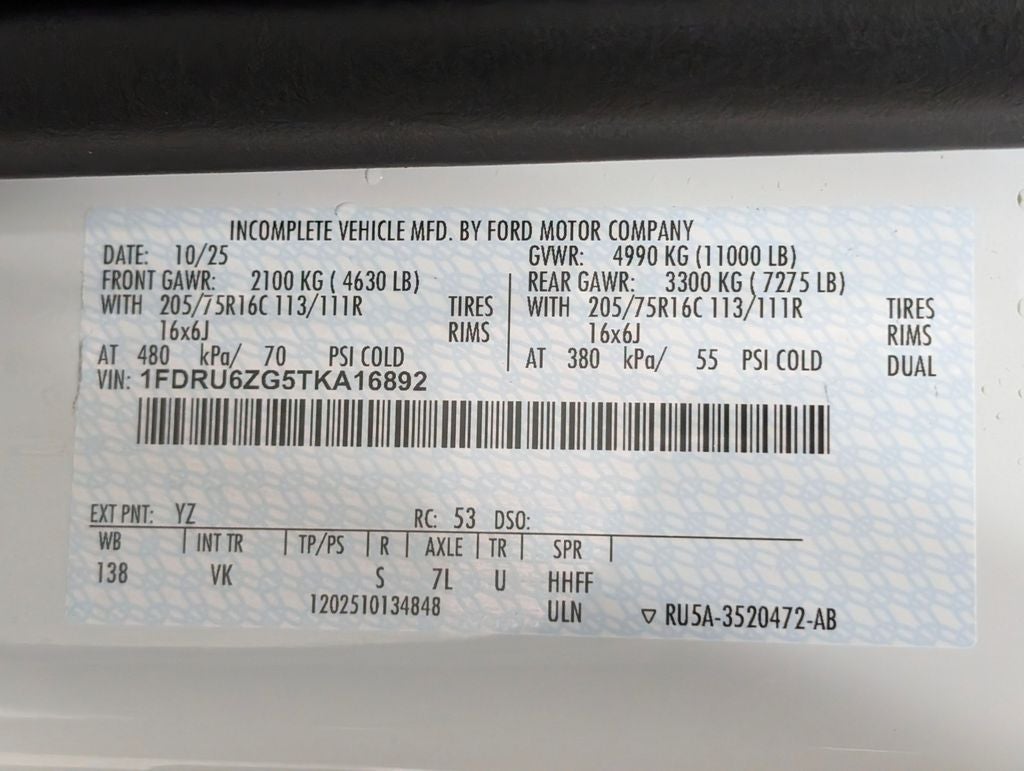 INCOMPLETE VEHICLE MFD. BY FORD MOTOR COMPANY
DATE: 10/25 GVWR: 4990 KG (11000 LB)
FRONT GAWR: 2100 KG ( 4630 LB) REAR GAWR: 3300 KG ( 7275 LB)
WITH 205/75R16C 113/111R TIRES WITH 205/75R16C 113/111R TIRES
16x6J RIMS 16x6J RIMS
AT 480 kPa/ 70 PSI COLD AT 380 kPa/ 55 PSI COLD DUAL
VIN: 1FDRU6ZG5TKA16892
EXT PNT: YZ RC: 53 DSO:
WB INT TR TP/PS R AXLE TR SPR
138 VK S 7L U HHFF
1202510134848 ULN ▽ RU5A-3520472-AB